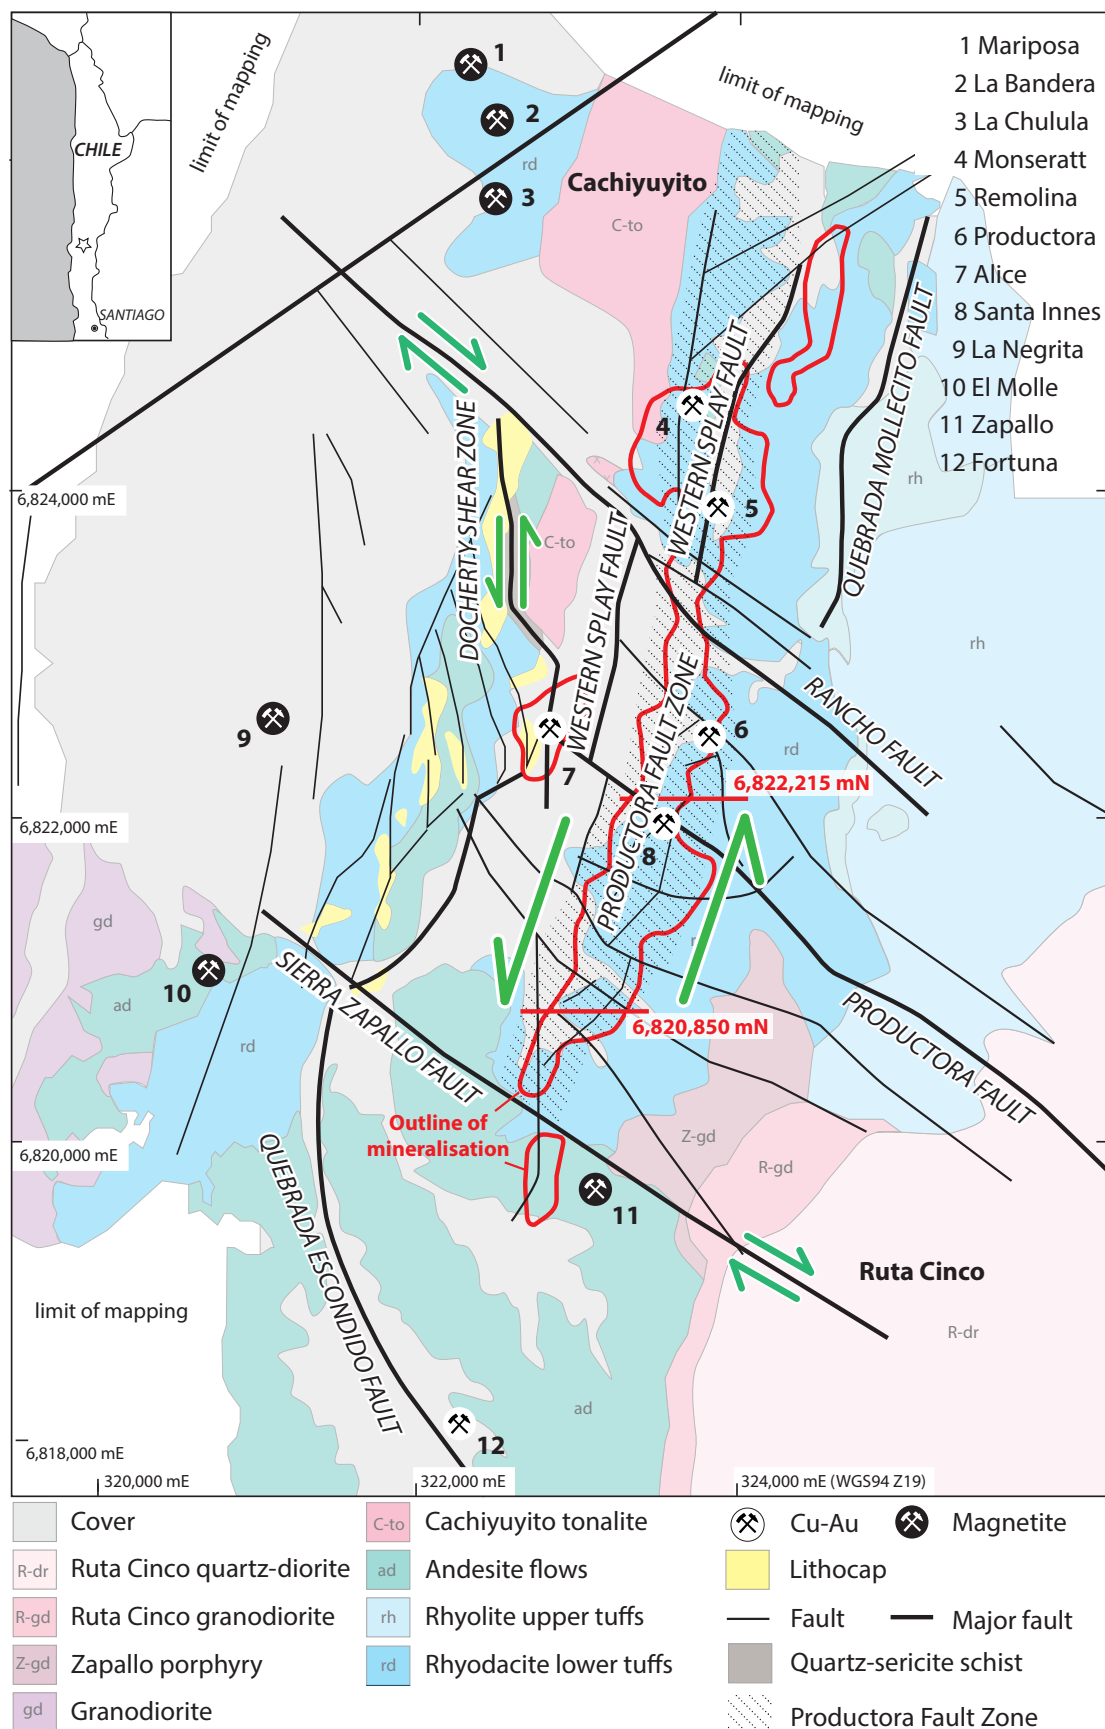 CHILE
SANTIAGO
limit of mapping
limit of mapping
1 Mariposa
2 La Bandera
3 La Chulula
4 Monseratt
5 Remolina
6 Productora
7 Alice
8 Santa Innes
9 La Negrita
10 El Molle
11 Zapallo
12 Fortuna
1
2
rd
3
Cachiyuyito
C-to
4
5
WESTERN SPLAY FAULT
QUEBRADA MOLLECITO FAULT
rh
6,824,000 mE
DOCHERTY-SHEAR ZONE
C-to
WESTERN SPLAY FAULT
rh
RANCHO FAULT
PRODUCTORA FAULT ZONE
9
6
rd
7
6,822,215 mN
6,822,000 mE
8
gd
r
10
ad
SIERRA ZAPALLO FAULT
rd
6,820,850 mN
PRODUCTORA FAULT
Outline of
mineralisation
6,820,000 mE
Z-gd
R-gd
QUEBRADA ESCONDIDO FAULT
11
Ruta Cinco
limit of mapping
R-dr
ad
12
6,818,000 mE
320,000 mE
322,000 mE
324,000 mE (WGS94 Z19)
Cover
R-dr Ruta Cinco quartz-diorite
R-gd Ruta Cinco granodiorite
Z-gd Zapallo porphyry
gd Granodiorite
C-to Cachiyuyito tonalite
ad Andesite flows
rh Rhyolite upper tuffs
rd Rhyodacite lower tuffs
Cu-Au
Magnetite
Lithocap
Fault
Major fault
Quartz-sericite schist
Productora Fault Zone